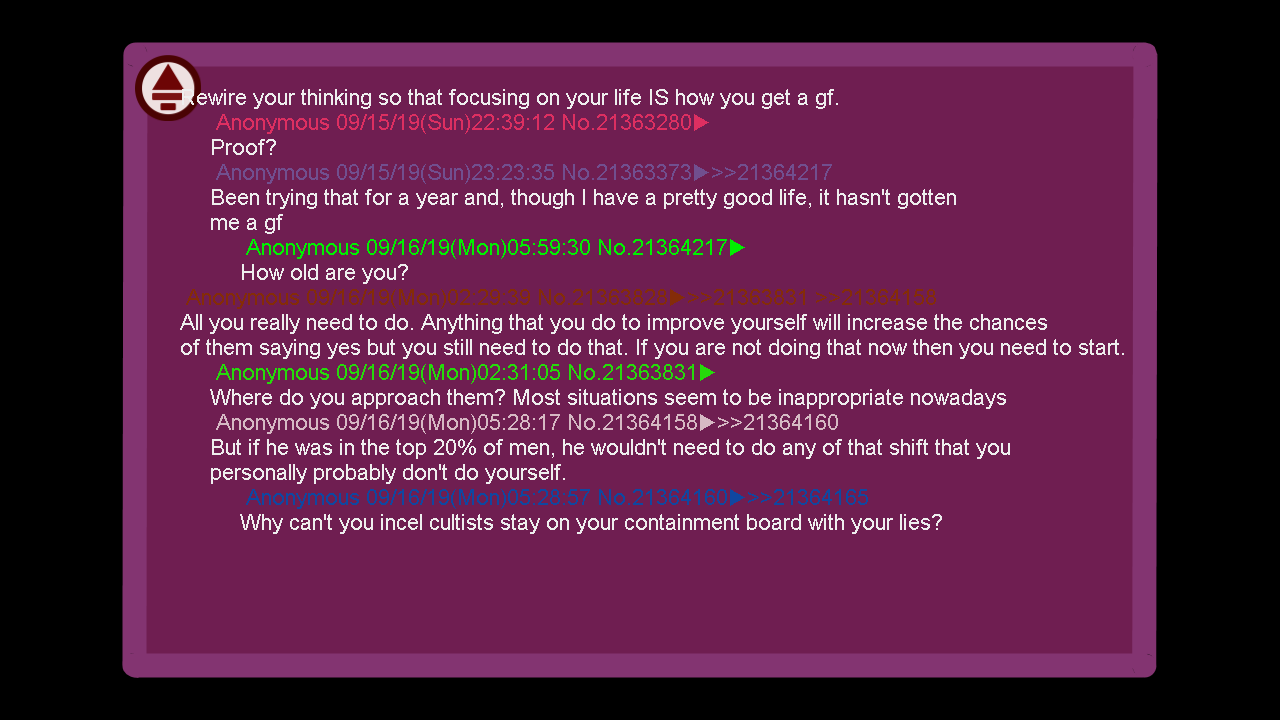 Rewire your thinking so that focusing on your life IS how you get a gf.
Anonymous 09/15/19(Sun)22:39:12 No.21363280▶
Proof?
Anonymous 09/15/19(Sun)23:23:35 No.21363373▶>>21364217
Been trying that for a year and, though I have a pretty good life, it hasn't gotten
me a gf
Anonymous 09/16/19(Mon)05:59:30 No.21364217▶
How old are you?
Anonymous 09/16/19(Mon)02:29:39 No.21363828▶>>21363831 >>21364158
All you really need to do. Anything that you do to improve yourself will increase the chances
of them saying yes but you still need to do that. If you are not doing that now then you need to start.
Anonymous 09/16/19(Mon)02:31:05 No.21363831▶
Where do you approach them? Most situations seem to be inappropriate nowadays
Anonymous 09/16/19(Mon)05:28:17 No.21364158▶>>21364160
But if he was in the top 20% of men, he wouldn't need to do any of that shift that you
personally probably don't do yourself.
Anonymous 09/16/19(Mon)05:28:57 No.21364160▶>>21364165
Why can't you incel cultists stay on your containment board with your lies?